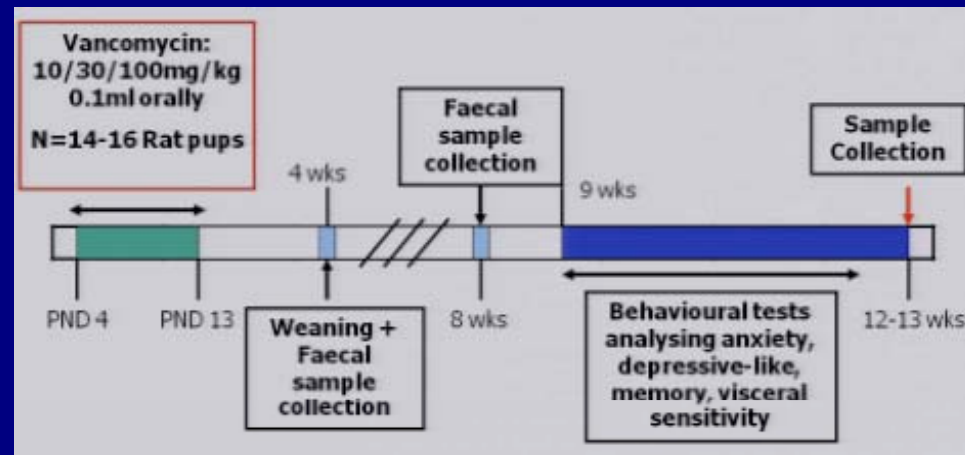 Vancomycin:
10/30/100mg/kg
0.1ml orally
N=14-16 Rat pups
4 wks
Faecal
sample
collection
9 wks
Sample
Collection
PND 4
PND 13
Weaning +
Faecal
sample
collection
8 wks
Behavioural tests
analysing anxiety,
depressive-like,
memory, visceral
sensitivity
12-13 wks